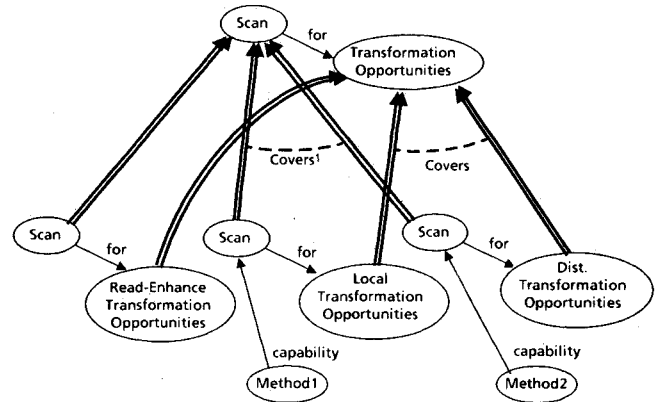 Scan
for
Transformation
Opportunities
Covers1
Covers
Scan
for
Read-Enhance
Transformation
Opportunities
Scan
for
Local
Transformation
Opportunities
Scan
for
Dist.
Transformation
Opportunities
capability
Method1
capability
Method2